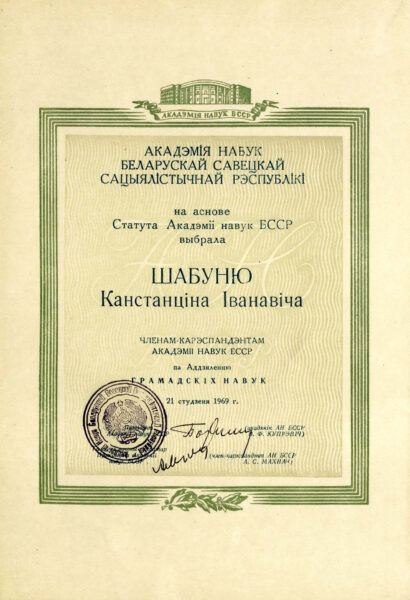 АКАДЭМІЯ НАВУК БССР
АКАДЭМІЯ НАВУК
БЕЛАРУСКАЙ САВЕЦКАЙ
САЦЫЯЛІСТЫЧНАЙ РЭСПУБЛІКІ
на аснове
Статута Акадэміі навук БССР
выбрала
ШАБУНЮ
Канстанціна Іванавіча
ЧЛЕНАМ-КАРЭСПАНДЭНТАМ
АКАДЭМІІ НАВУК БССР
па Аддзяленню
ГРАМАДСКІХ НАВУК
21 студзеня 1969 г.
АН БССР
В. Ф. КУПРЭВІЧ)
член-карэспандэнт АН БССР
А. С. МАХНАЧ)